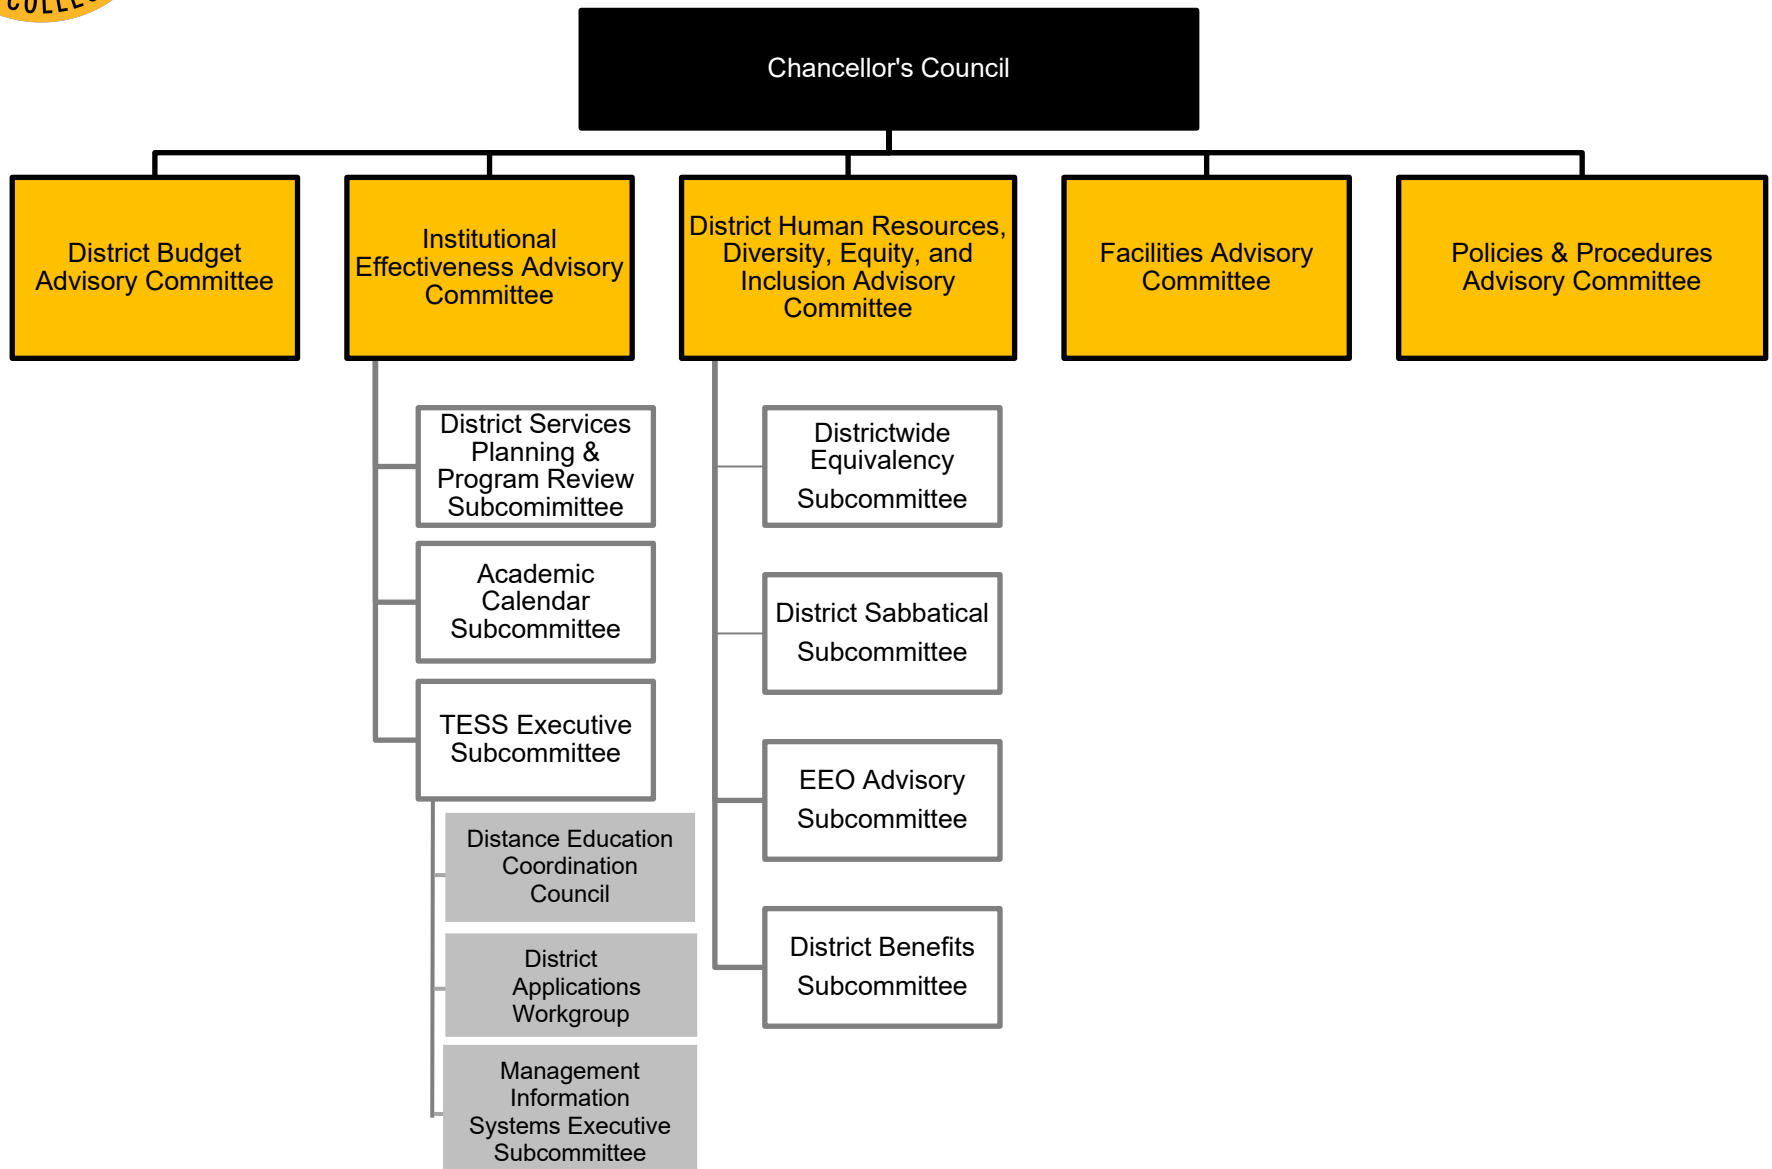 Chancellor's Council
District Budget
Advisory Committee
Institutional
Effectiveness Advisory
Committee
District Human Resources,
Diversity, Equity, and
Inclusion Advisory
Committee
Facilities Advisory
Committee
Policies & Procedures
Advisory Committee
District Services
Planning &
Program Review
Subcomimittee
Academic
Calendar
Subcommittee
TESS Executive
Subcommittee
Distance Education
Coordination
Council
District
Applications
Workgroup
Management
Information
Systems Executive
Subcommittee
Districtwide
Equivalency
Subcommittee
District Sabbatical
Subcommittee
EEO Advisory
Subcommittee
District Benefits
Subcommittee